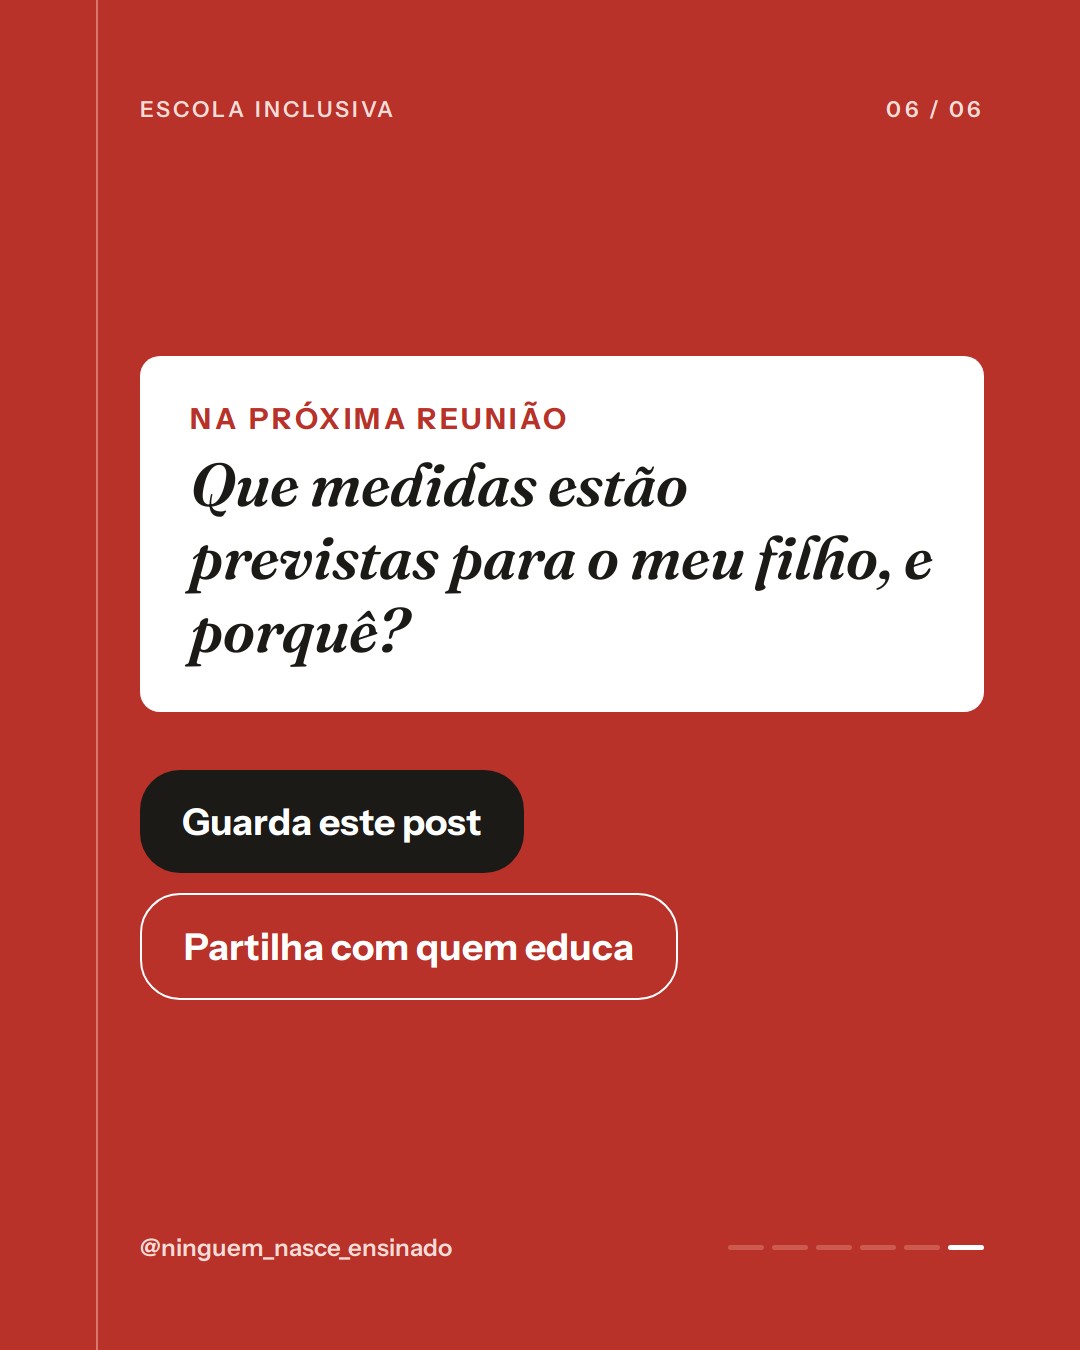 ESCOLA INCLUSIVA
06 / 06
NA PRÓXIMA REUNIÃO
Que medidas estão
previstas para o meu filho, e
porquê?
Guarda este post
Partilha com quem educa
@ninguem_nasce_ensinado